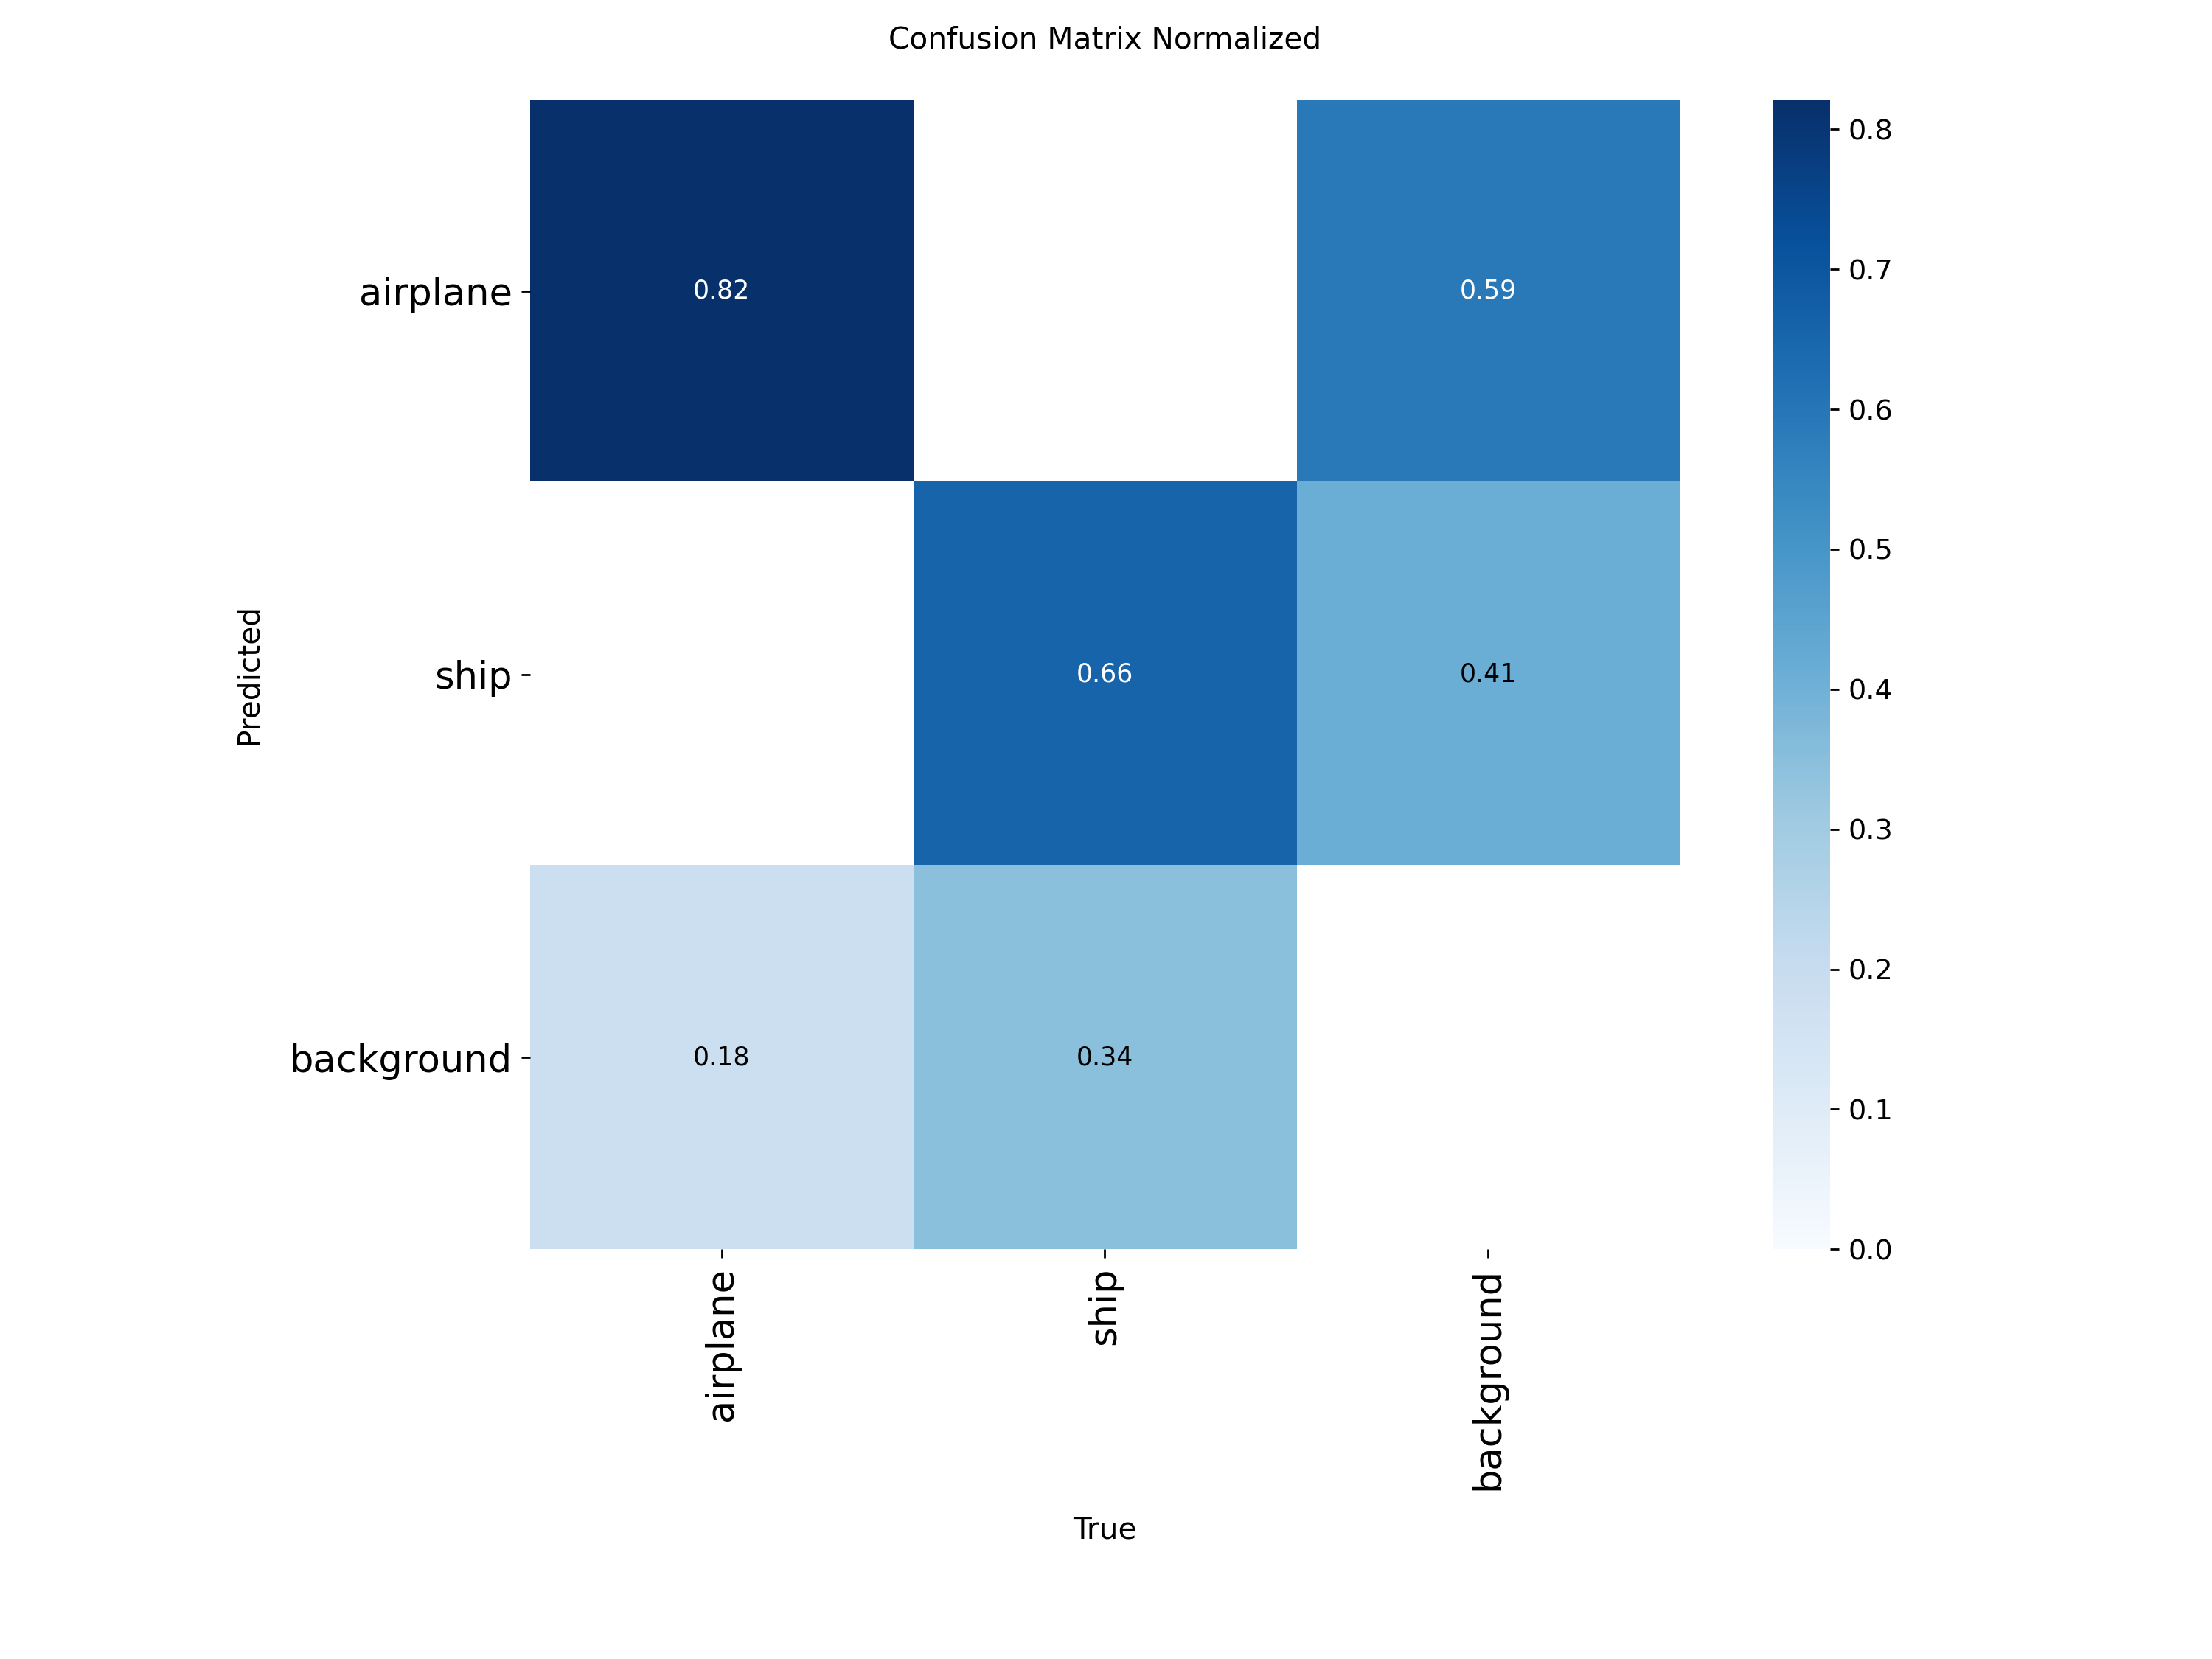 Confusion Matrix Normalized
airplane
ship
background
Predicted
0.82
0.59
0.66
0.41
0.18
0.34
airplane
ship
background
True
0.8
0.7
0.6
0.5
0.4
0.3
0.2
0.1
0.0